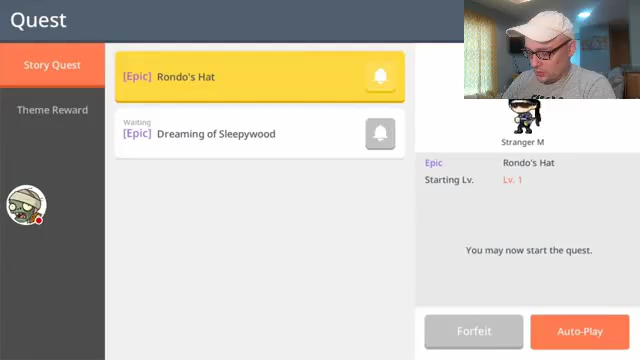 Quest
Story Quest
Theme Reward
[Epic] Rondo's Hat
Waiting
[Epic] Dreaming of Sleepywood
Stranger M
Epic Rondo's Hat
Starting Lv. Lv. 1
You may now start the quest.
Forfeit
Auto-Play